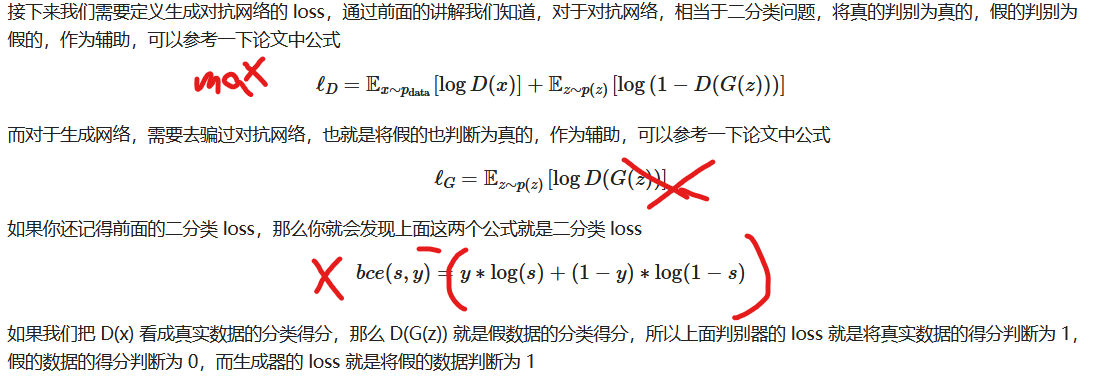 接下来我们需要定义生成对抗网络的 loss，通过前面的讲解我们知道，对于对抗网络，相当于二分类问题，将真的判别为真的，假的判别为
假的，作为辅助，可以参考一下论文中公式
max ℓ_D = 𝔼_{x∼p_data}[log D(x)] + 𝔼_{z∼p(z)}[log (1 − D(G(z)))]
而对于生成网络，需要去骗过对抗网络，也就是将假的也判断为真的，作为辅助，可以参考一下论文中公式
ℓ_G = 𝔼_{z∼p(z)}[log D(G(z))]
如果你还记得前面的二分类 loss，那么你就会发现上面这两个公式就是二分类 loss
X bce(s, y) = −(y ∗ log(s) + (1 − y) ∗ log(1 − s))
如果我们把 D(x) 看成真实数据的分类得分，那么 D(G(z)) 就是假数据的分类得分，所以上面判别器的 loss 就是将真实数据的得分判断为 1，
假的数据的得分判断为 0，而生成器的 loss 就是将假的数据判断为 1